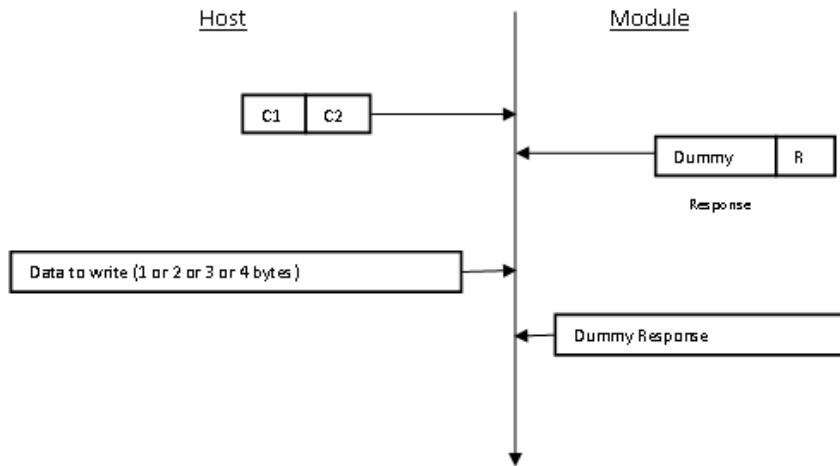 Host
Module
C1
C2
Dummy
R
Response
Data to write (1 or 2 or 3 or 4 bytes)
Dummy Response